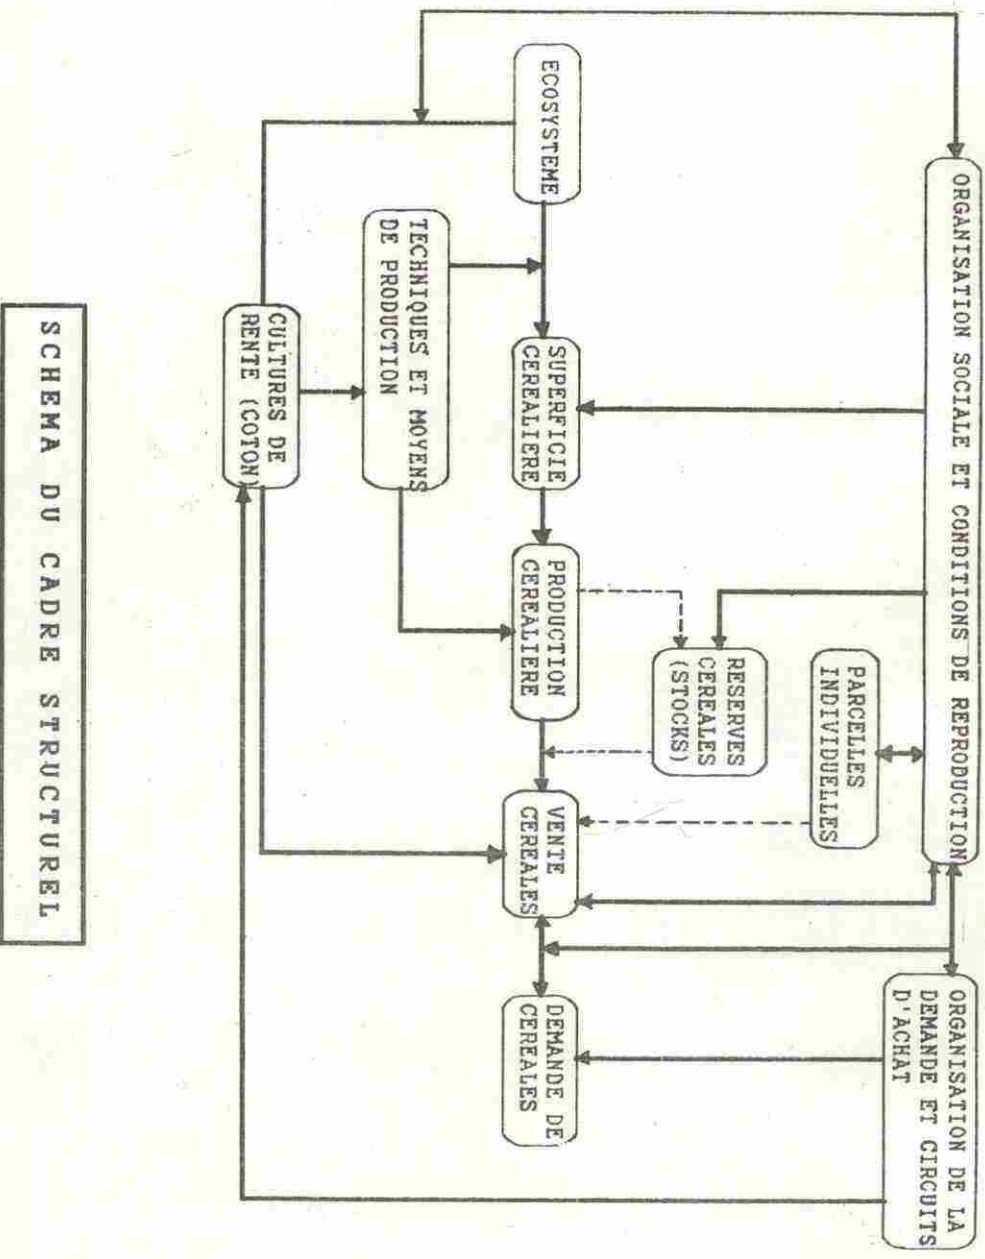 ORGANISATION SOCIALE ET CONDITIONS DE REPRODUCTION
ORGANISATION DE LA
DEMANDE ET CIRCUITS
D'ACHAT
PARCELLES
INDIVIDUELLES
RESERVES
CEREALES
(STOCKS)
ECOSYSTEME
SUPERFICIE
CEREALIERE
PRODUCTION
CEREALIERE
VENTE
CEREALES
DEMANDE DE
CEREALES
TECHNIQUES ET MOYENS
DE PRODUCTION
CULTURES DE
RENTE (COTON)
SCHEMA DU CADRE STRUCTUREL